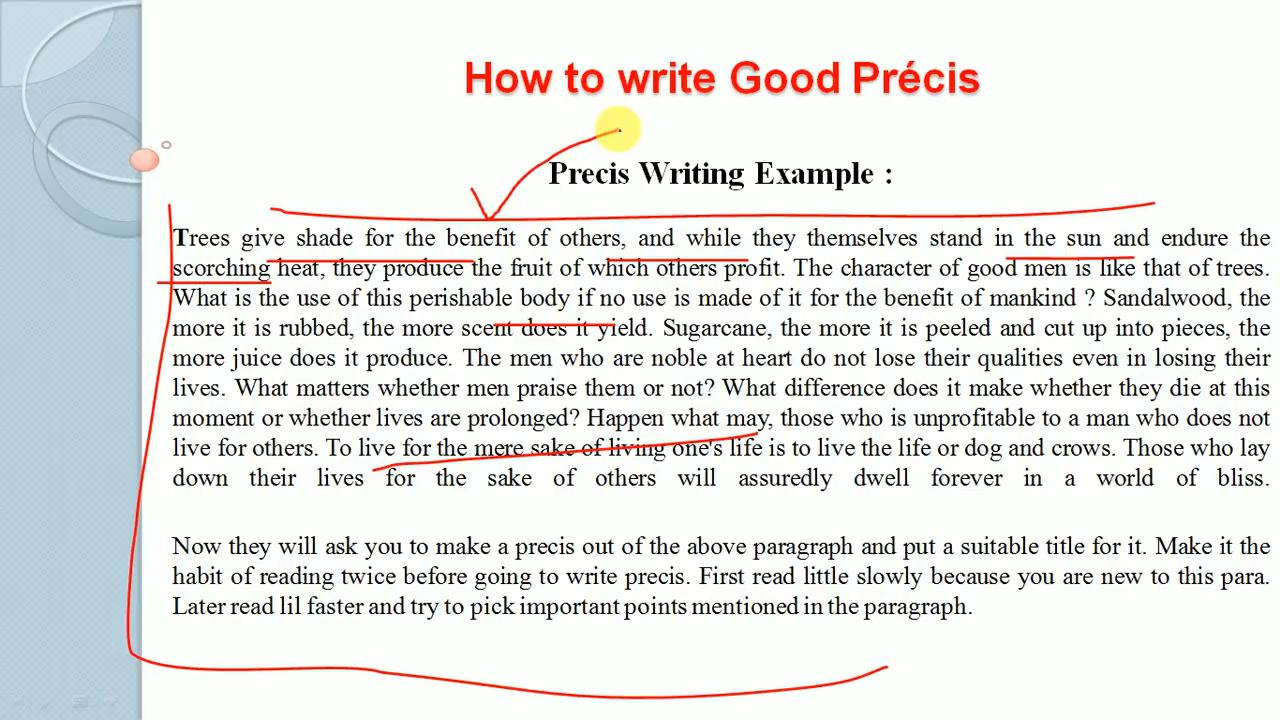 How to write Good Précis
Precis Writing Example :
Trees give shade for the benefit of others, and while they themselves stand in the sun and endure the
scorching heat, they produce the fruit of which others profit. The character of good men is like that of trees.
What is the use of this perishable body if no use is made of it for the benefit of mankind ? Sandalwood, the
more it is rubbed, the more scent does it yield. Sugarcane, the more it is peeled and cut up into pieces, the
more juice does it produce. The men who are noble at heart do not lose their qualities even in losing their
lives. What matters whether men praise them or not? What difference does it make whether they die at this
moment or whether lives are prolonged? Happen what may, those who is unprofitable to a man who does not
live for others. To live for the mere sake of living one's life is to live the life or dog and crows. Those who lay
down their lives for the sake of others will assuredly dwell forever in a world of bliss.
Now they will ask you to make a precis out of the above paragraph and put a suitable title for it. Make it the
habit of reading twice before going to write precis. First read little slowly because you are new to this para.
Later read lil faster and try to pick important points mentioned in the paragraph.